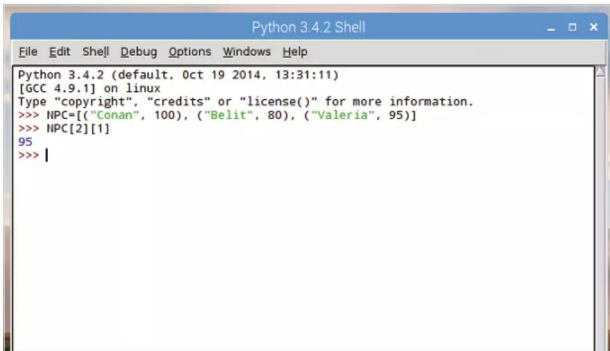 Python 3.4.2 Shell
File Edit Shell Debug Options Windows Help
Python 3.4.2 (default, Oct 19 2014, 13:31:11)
[GCC 4.9.1] on linux
Type "copyright", "credits" or "license()" for more information.
>>> NPC=[("Conan", 100), ("Belit", 80), ("Valeria", 95)]
>>> NPC[2][1]
95
>>>